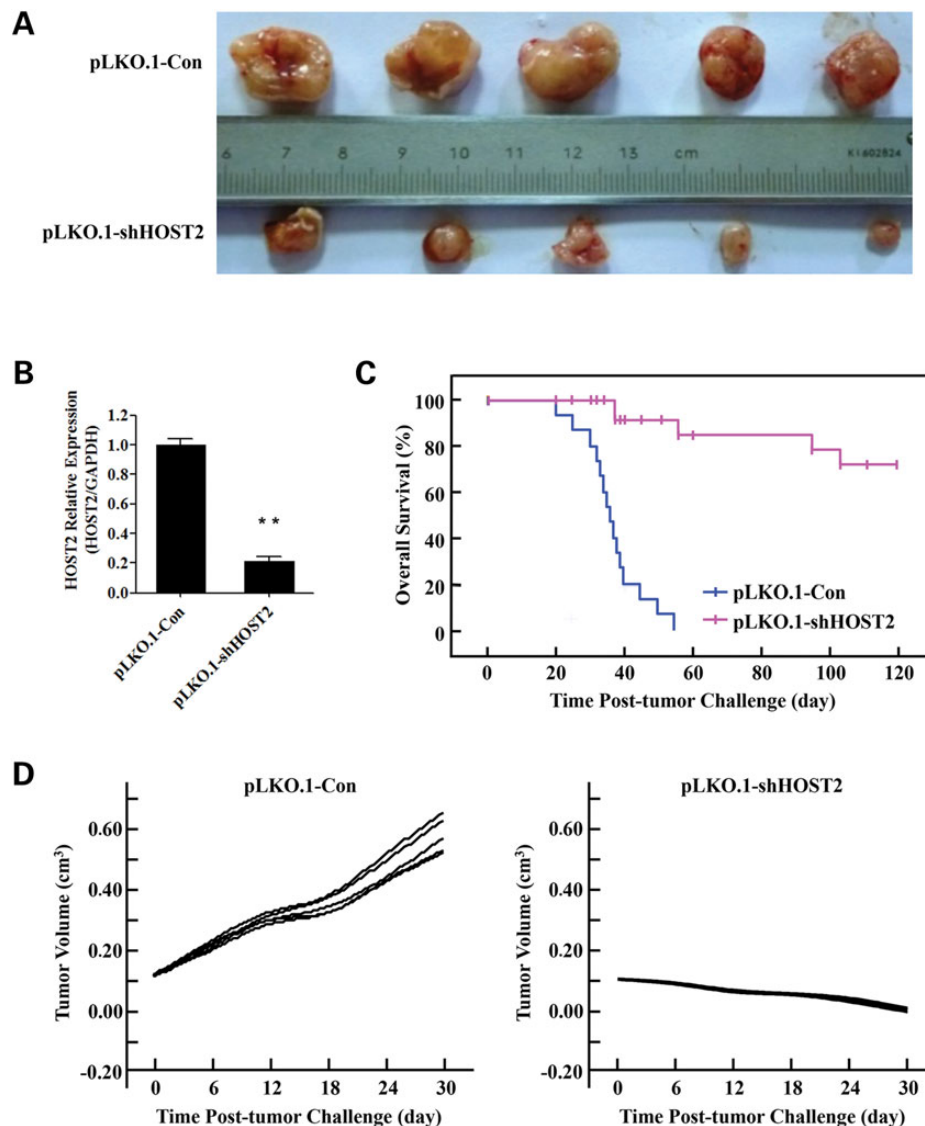 A
pLKO.1-Con
6 7 8 9 10 11 12 13 cm K1602824
pLKO.1-shHOST2
B
HOST2 Relative Expression
(HOST2/GAPDH)
1.2
1.0
0.8
0.6
0.4
0.2
0.0
**
pLKO.1-Con
pLKO.1-shHOST2
C
Overall Survival (%)
100
80
60
40
20
0
pLKO.1-Con
pLKO.1-shHOST2
0 20 40 60 80 100 120
Time Post-tumor Challenge (day)
D
pLKO.1-Con
Tumor Volume (cm³)
0.60
0.40
0.20
0.00
-0.20
0 6 12 18 24 30
Time Post-tumor Challenge (day)
pLKO.1-shHOST2
Tumor Volume (cm³)
0.60
0.40
0.20
0.00
-0.20
0 6 12 18 24 30
Time Post-tumor Challenge (day)